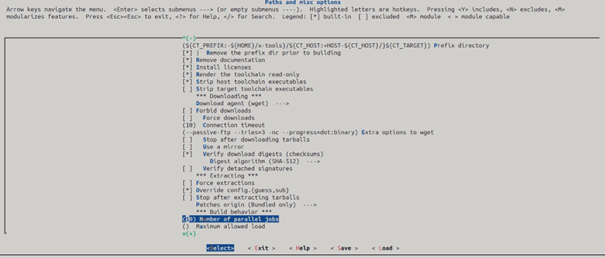 Paths and misc options
Arrow keys navigate the menu. <Enter> selects submenus ---> (or empty submenus ----). Highlighted letters are hotkeys. Pressing <Y> includes, <N> excludes, <M>
modularizes features. Press <Esc><Esc> to exit, <?> for Help, </> for Search. Legend: [*] built-in [ ] excluded <M> module < > module capable
^(-)
(${CT_PREFIX:-${HOME}/x-tools}/${CT_HOST:+HOST-${CT_HOST}/}${CT_TARGET}) Prefix directory
[*] | Remove the prefix dir prior to building
[*] Remove documentation
[*] Install licenses
[*] Render the toolchain read-only
[*] Strip host toolchain executables
[ ] Strip target toolchain executables
*** Downloading ***
Download agent (wget) --->
[ ] Forbid downloads
[ ] Force downloads
(10) Connection timeout
(--passive-ftp --tries=3 -nc --progress=dot:binary) Extra options to wget
[ ] Stop after downloading tarballs
[ ] Use a mirror
[*] Verify download digests (checksums)
Digest algorithm (SHA-512) --->
[ ] Verify detached signatures
*** Extracting ***
[ ] Force extractions
[*] Override config.{guess,sub}
[ ] Stop after extracting tarballs
Patches origin (Bundled only) --->
*** Build behavior ***
Number of parallel jobs
() Maximum allowed load
v(+)
<Select> < Exit > < Help > < Save > < Load >